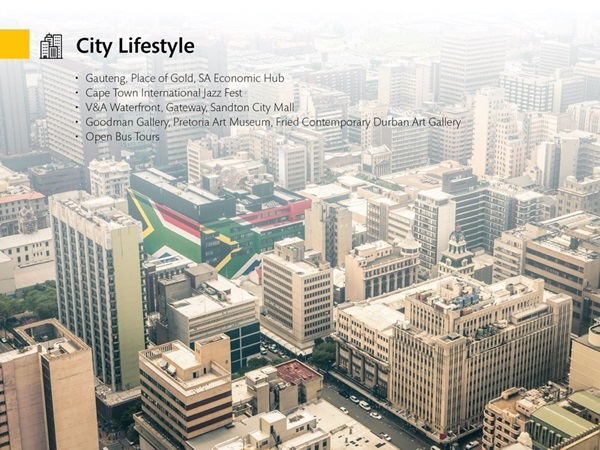 City Lifestyle
• Gauteng, Place of Gold, SA Economic Hub
• Cape Town International Jazz Fest
• V&A Waterfront, Gateway, Sandton City Mall
• Goodman Gallery, Pretoria Art Museum, Fried Contemporary Durban Art Gallery
• Open Bus Tours